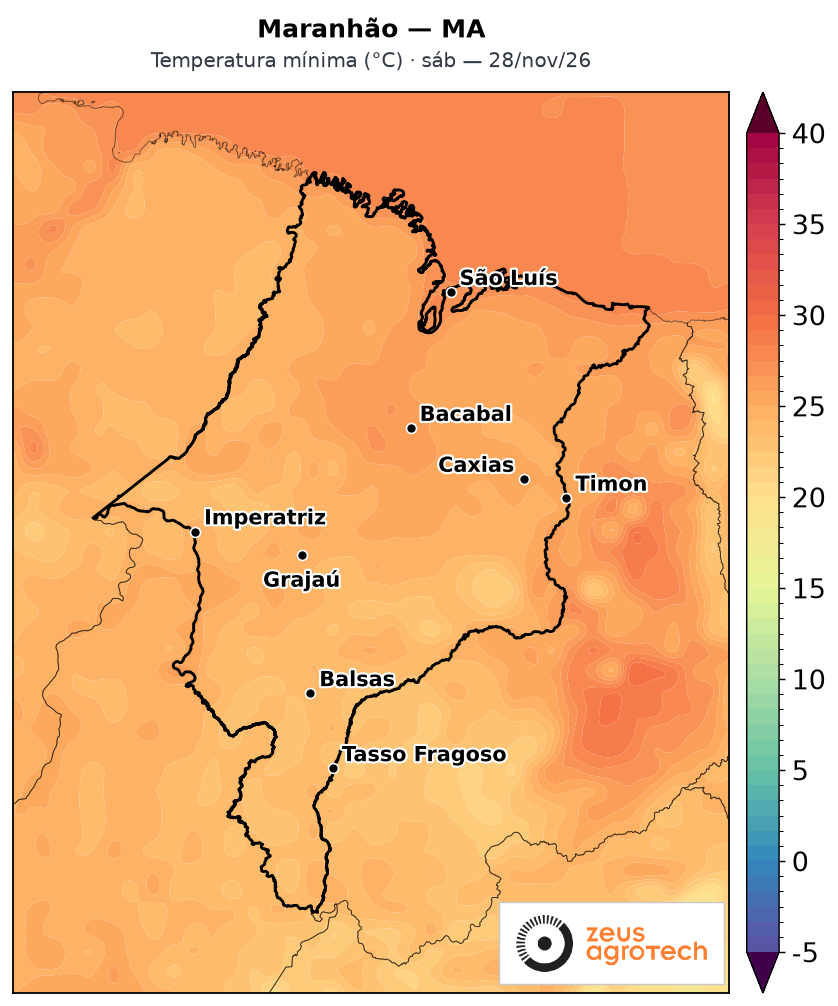 Maranhão — MA
Temperatura mínima (°C) · sáb — 28/nov/26
São Luís
Bacabal
Caxias
Timon
Imperatriz
Grajaú
Balsas
Tasso Fragoso
40
35
30
25
20
15
10
5
0
-5
zeus
agrotech